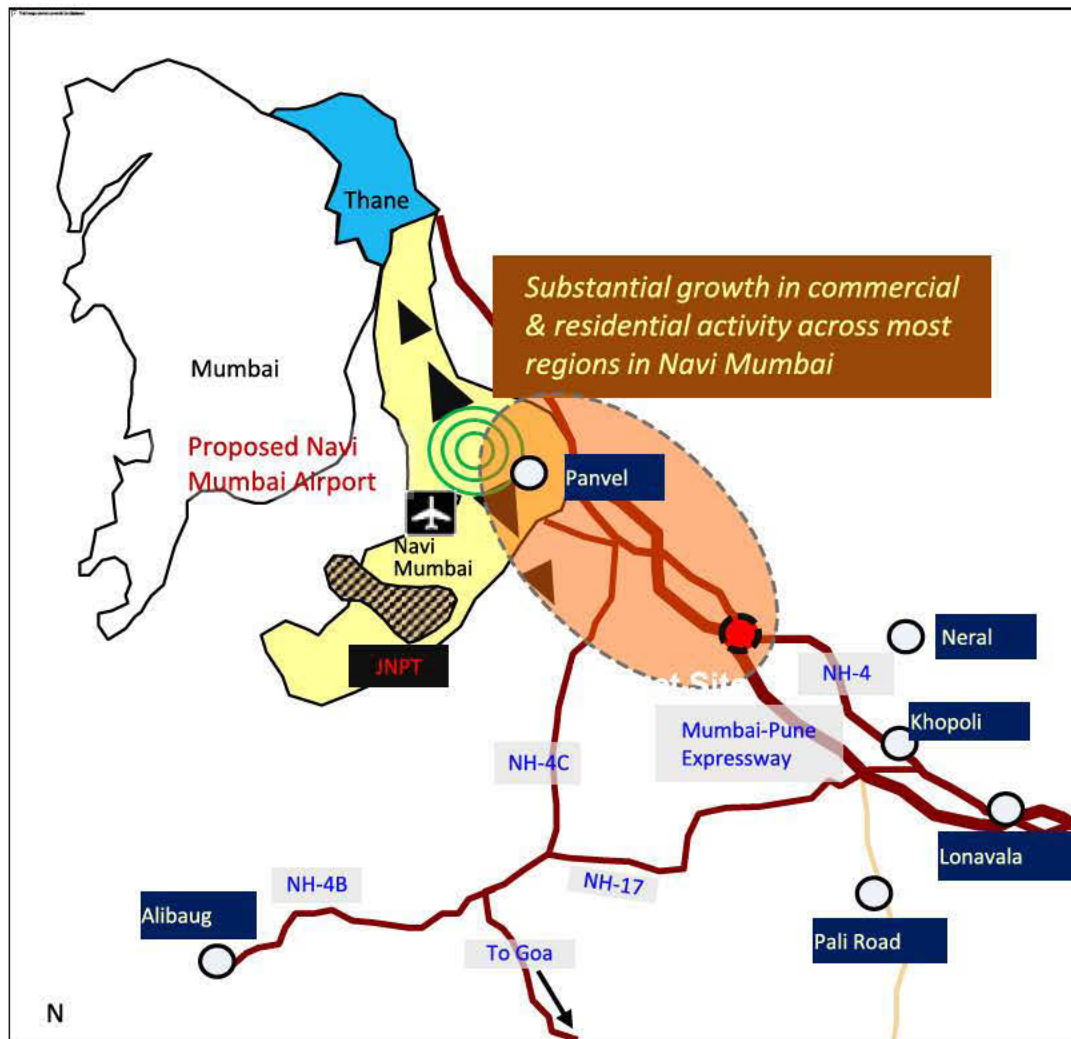 Thane
Substantial growth in commercial
& residential activity across most
regions in Navi Mumbai
Mumbai
Proposed Navi
Mumbai Airport
Panvel
Navi
Mumbai
JNPT
Neral
Site
NH-4
Khopoli
Mumbai-Pune
Expressway
NH-4C
Lonavala
NH-17
NH-4B
Alibaug
Pali Road
To Goa
N